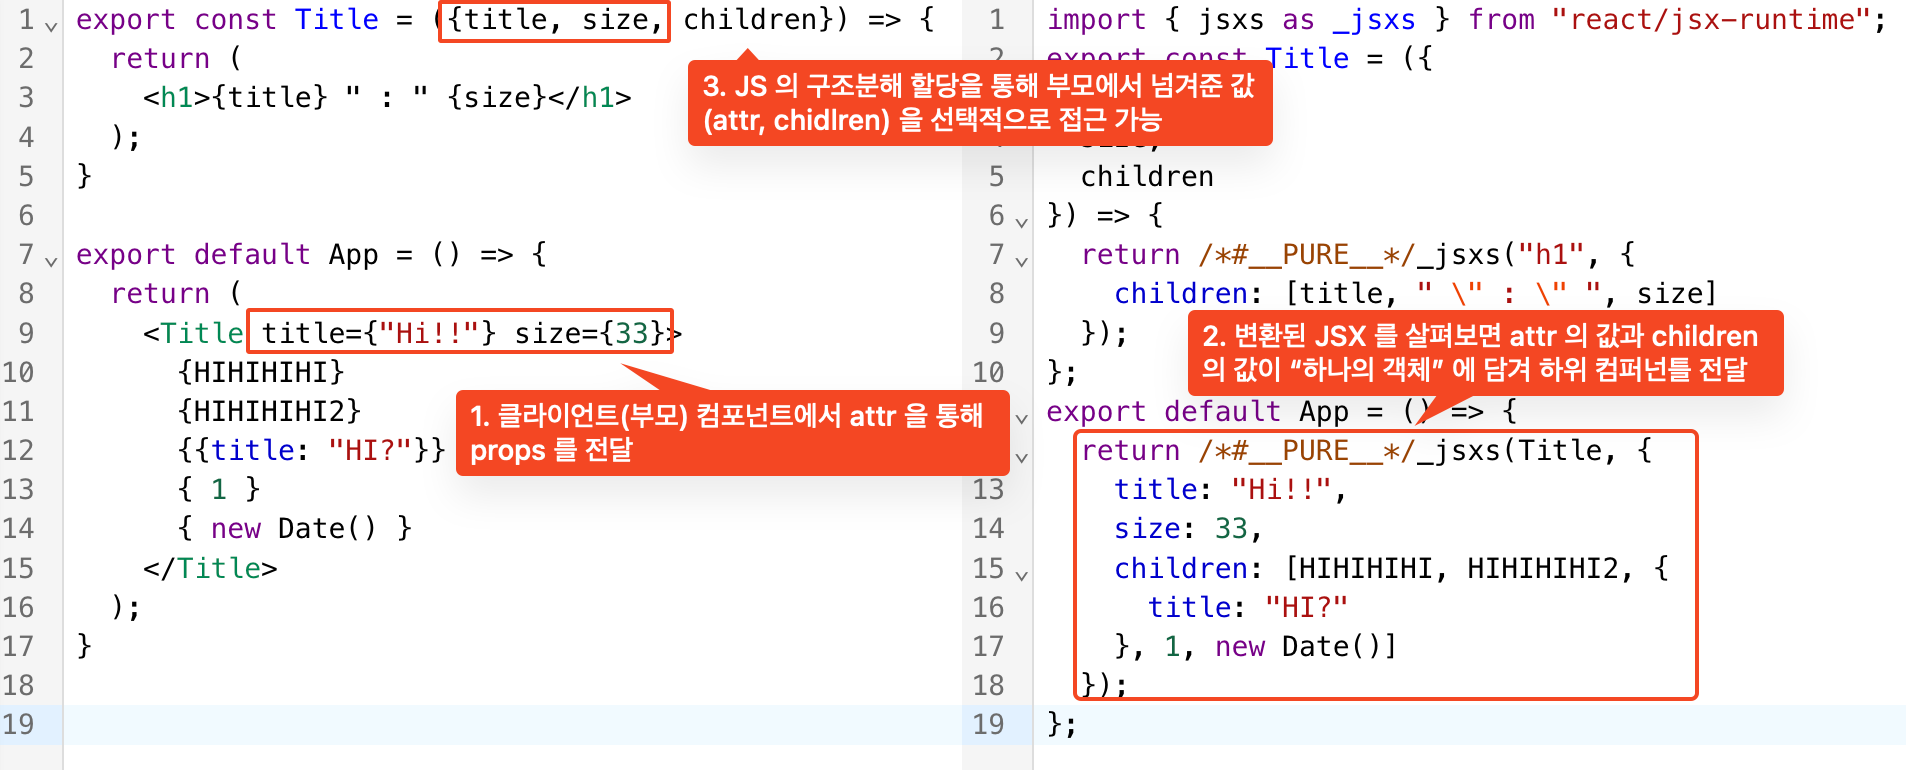 1 export const Title = ({title, size, children}) => {
2 return (
3 <h1>{title} " : " {size}</h1>
4 );
5 }
6
7 export default App = () => {
8 return (
9 <Title title={"Hi!!"} size={33}>
10 {HIHIHIHI}
11 {HIHIHIHI2}
12 {{title: "HI?"}}
13 { 1 }
14 { new Date() }
15 </Title>
16 );
17 }
18
19
3. JS 의 구조분해 할당을 통해 부모에서 넘겨준 값
(attr, chidlren) 을 선택적으로 접근 가능
1. 클라이언트(부모) 컴포넌트에서 attr 을 통해
props 를 전달
1 import { jsxs as _jsxs } from "react/jsx-runtime";
2 export const Title = ({
size,
5 children
6 }) => {
7 return /*#__PURE__*/_jsxs("h1", {
8 children: [title, " \" : \" ", size]
9 });
10 };
export default App = () => {
return /*#__PURE__*/_jsxs(Title, {
13 title: "Hi!!",
14 size: 33,
15 children: [HIHIHIHI, HIHIHIHI2, {
16 title: "HI?"
17 }, 1, new Date()]
18 });
19 };
2. 변환된 JSX 를 살펴보면 attr 의 값과 children
의 값이 “하나의 객체” 에 담겨 하위 컴퍼넌틀 전달